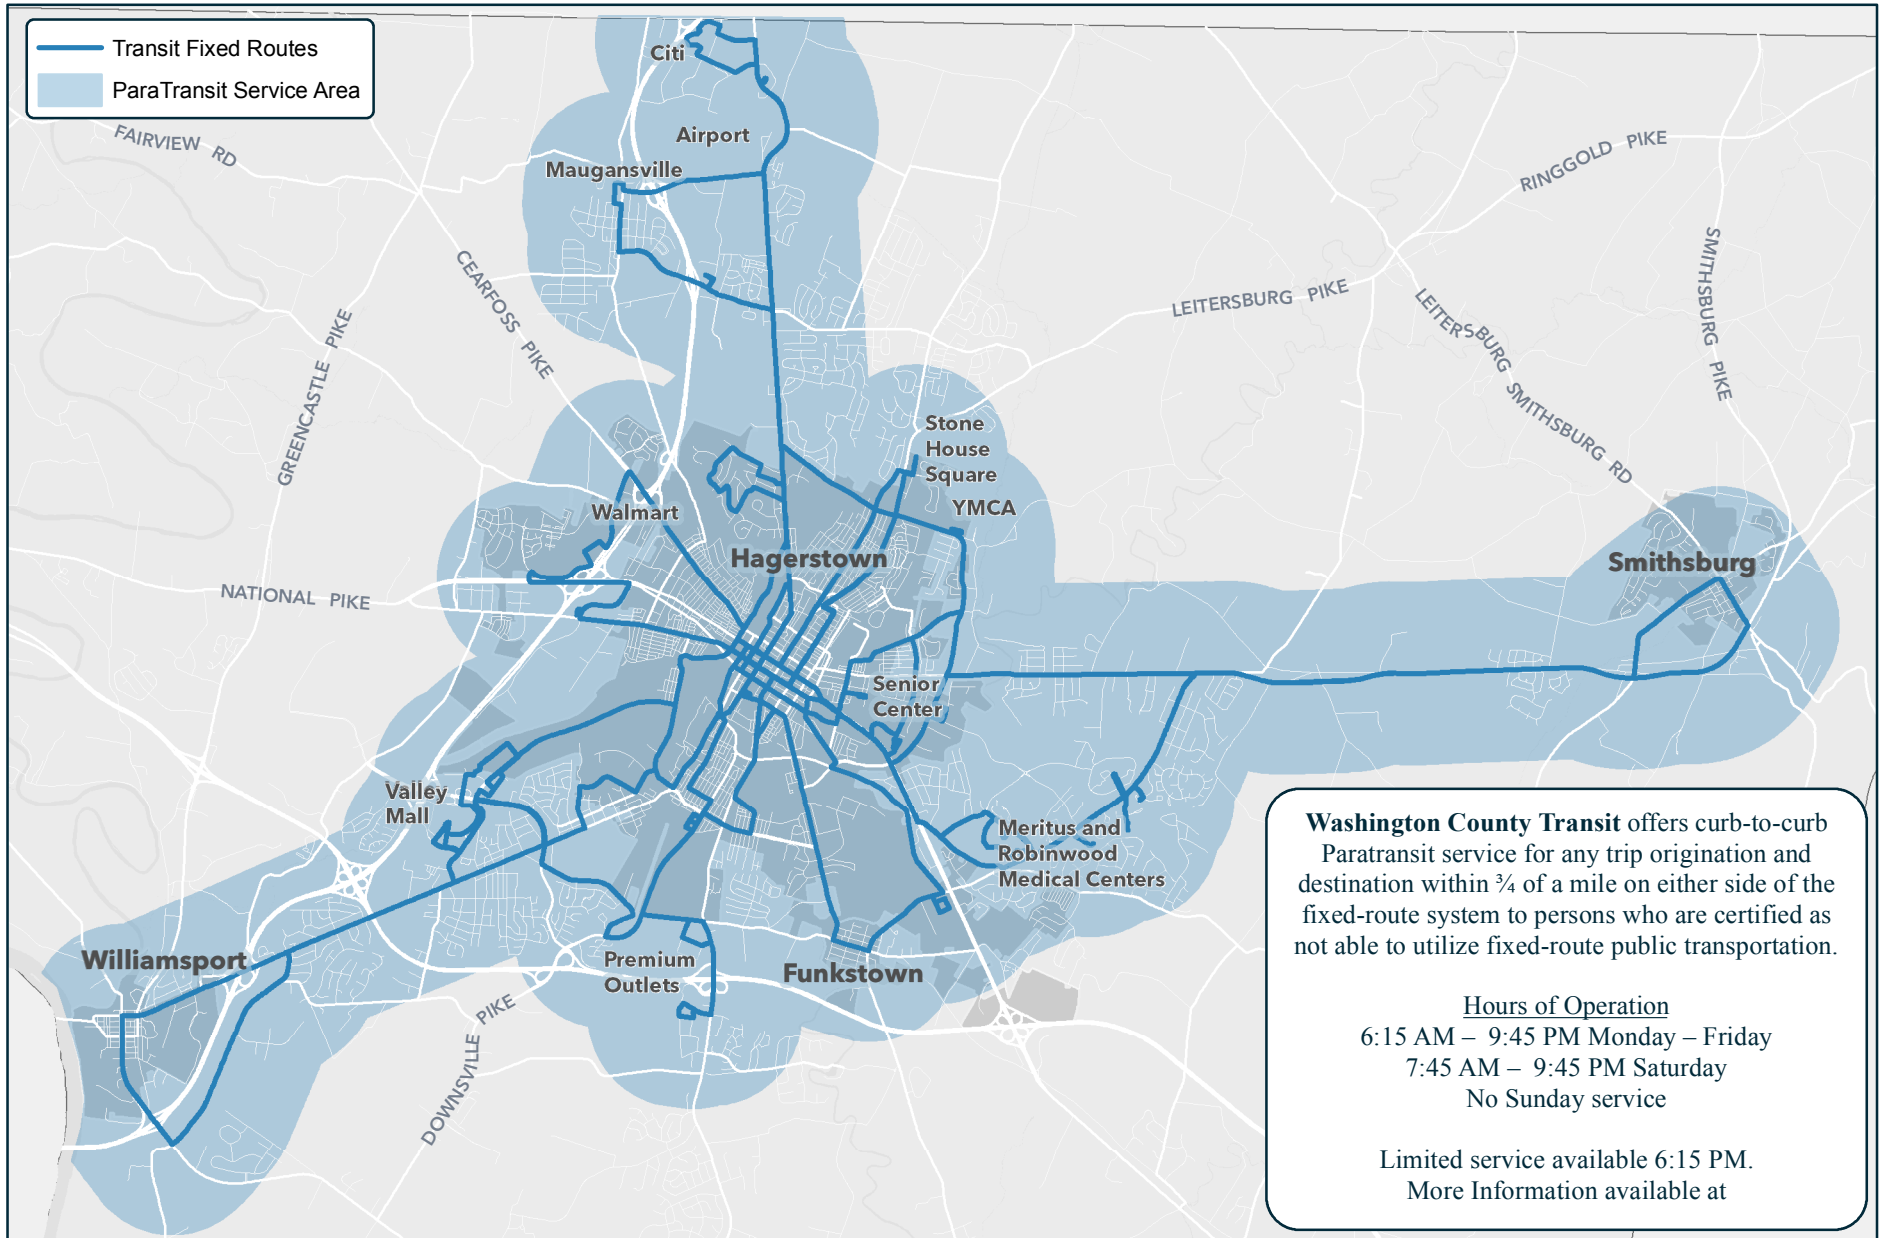 Transit Fixed Routes
ParaTransit Service Area
Citi
Airport
Maugansville
FAIRVIEW RD
RINGGOLD PIKE
SMITHSBURG PIKE
CEARFOSS PIKE
LEITERSBURG PIKE
LEITERSBURG SMITHSBURG RD
GREENCASTLE PIKE
Stone
House
Square
YMCA
Walmart
Hagerstown
Smithsburg
NATIONAL PIKE
Senior
Center
Valley
Mall
Meritus and
Robinwood
Medical Centers
Williamsport
Premium
Outlets
Funkstown
DOWNSVILLE PIKE
Washington County Transit offers curb-to-curb
Paratransit service for any trip origination and
destination within ¾ of a mile on either side of the
fixed-route system to persons who are certified as
not able to utilize fixed-route public transportation.
Hours of Operation
6:15 AM – 9:45 PM Monday – Friday
7:45 AM – 9:45 PM Saturday
No Sunday service
Limited service available 6:15 PM.
More Information available at